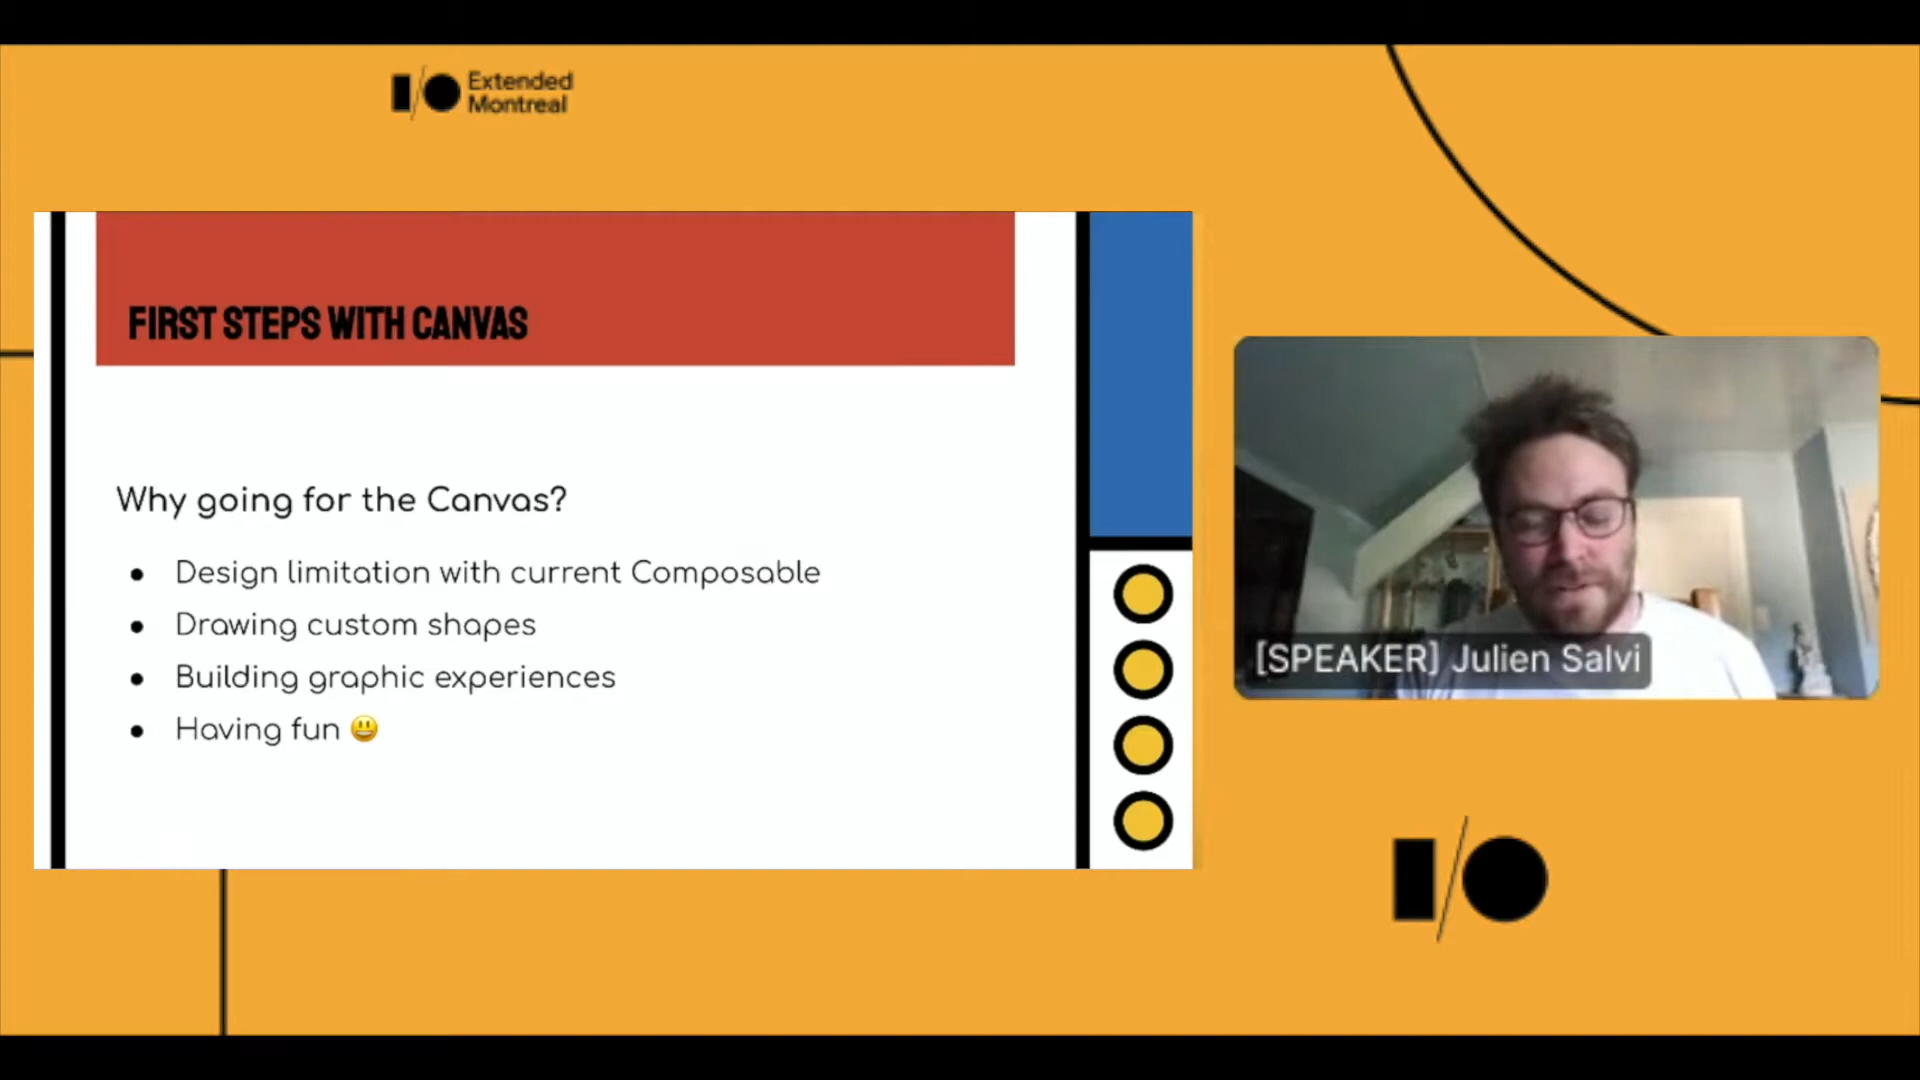 Extended
Montreal
FIRST STEPS WITH CANVAS
Why going for the Canvas?
● Design limitation with current Composable
● Drawing custom shapes
● Building graphic experiences
● Having fun 😃
[SPEAKER] Julien Salvi